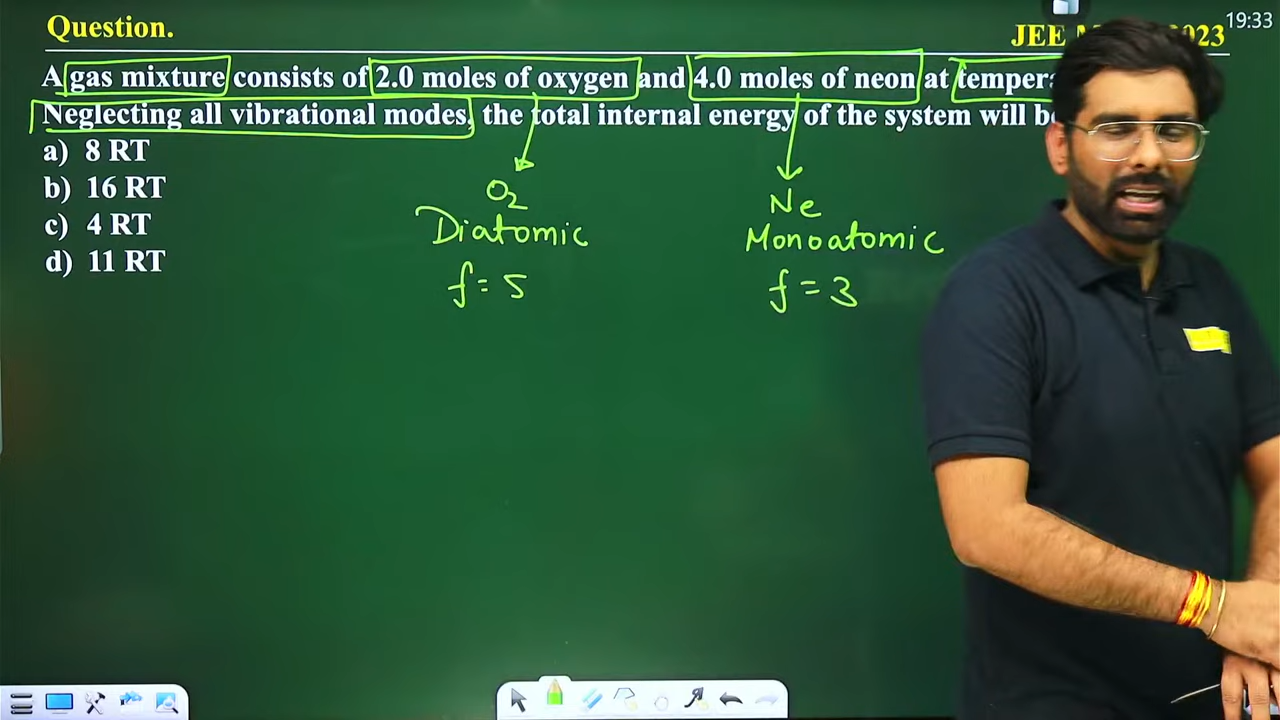 Question.
JEE 2023
19:33
A gas mixture consists of 2.0 moles of oxygen and 4.0 moles of neon at
Neglecting all vibrational modes, the total internal energy of the system will
a) 8 RT
b) 16 RT
c) 4 RT
d) 11 RT
O2
Diatomic
f = 5
Ne
Monoatomic
f = 3